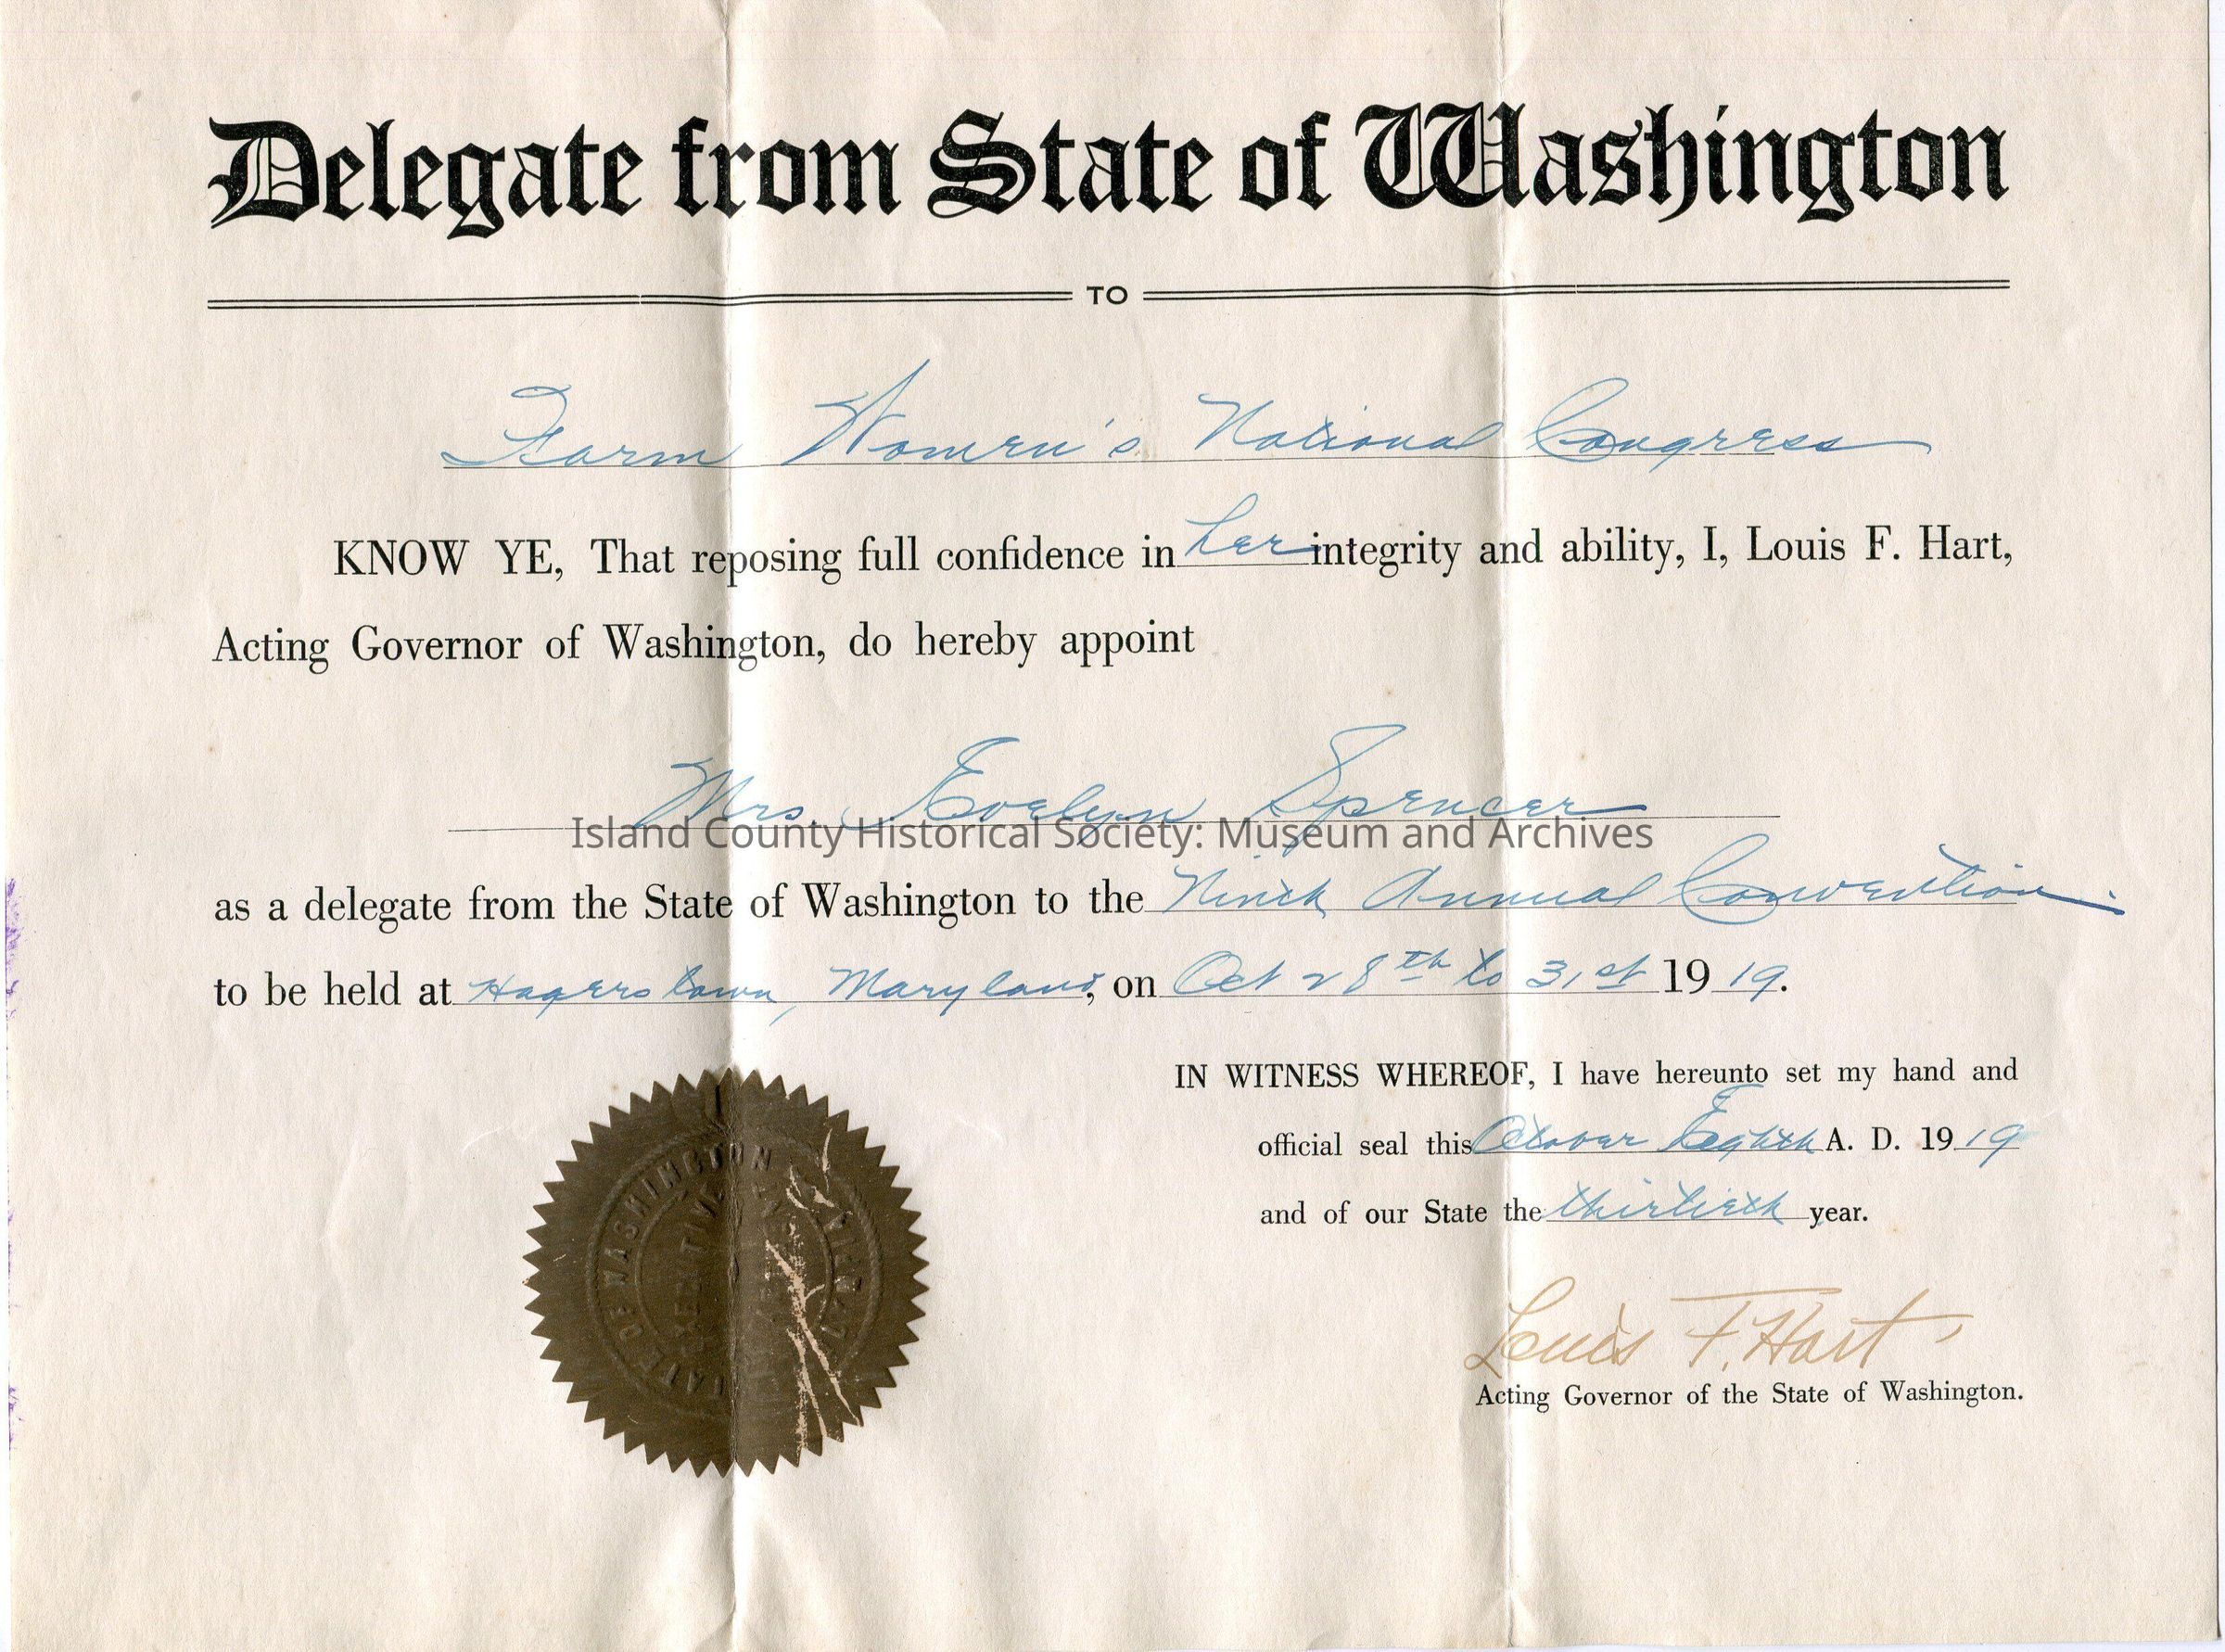 Delegate from State of Washington
TO
Farm Women's National Congress
KNOW YE, That reposing full confidence in her integrity and ability, I, Louis F. Hart,
Acting Governor of Washington, do hereby appoint
Mrs. Evelyn Spencer
Island County Historical Society: Museum and Archives
as a delegate from the State of Washington to the Ninth Annual Convention
to be held at Hagerstown, Maryland, on Oct 28th to 31st 1919.
IN WITNESS WHEREOF, I have hereunto set my hand and
official seal this October Eighth A. D. 1919
and of our State the thirtieth year.
Louis F. Hart
Acting Governor of the State of Washington.
OF WASHINGTON